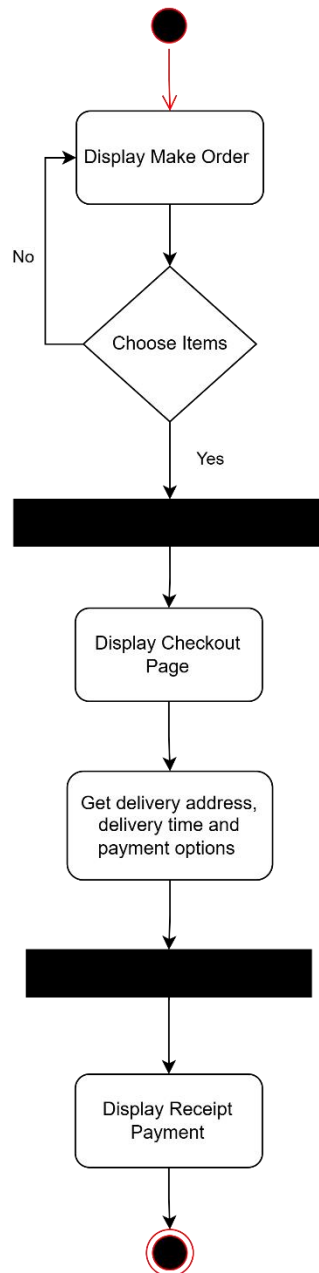 Display Make Order
No
Choose Items
Yes
Display Checkout
Page
Get delivery address,
delivery time and
payment options
Display Receipt
Payment